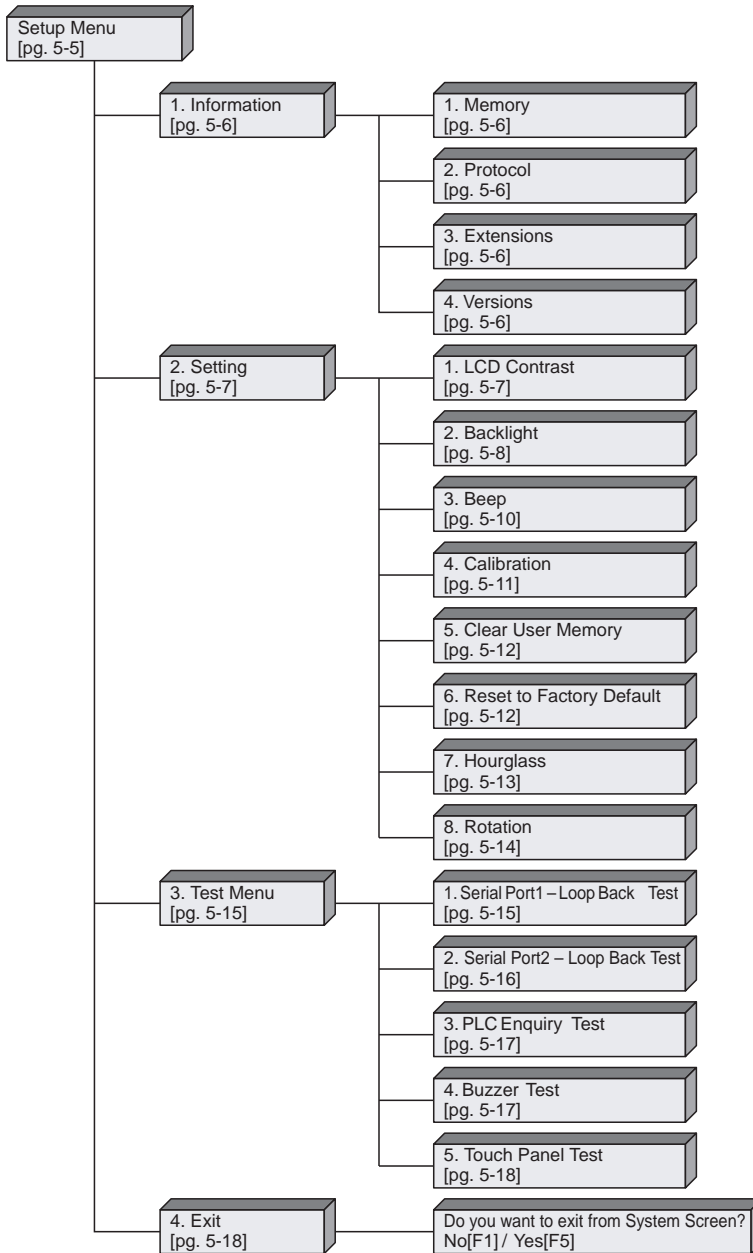 Setup Menu
[pg. 5-5]
1. Information
[pg. 5-6]
1. Memory
[pg. 5-6]
2. Protocol
[pg. 5-6]
3. Extensions
[pg. 5-6]
4. Versions
[pg. 5-6]
2. Setting
[pg. 5-7]
1. LCD Contrast
[pg. 5-7]
2. Backlight
[pg. 5-8]
3. Beep
[pg. 5-10]
4. Calibration
[pg. 5-11]
5. Clear User Memory
[pg. 5-12]
6. Reset to Factory Default
[pg. 5-12]
7. Hourglass
[pg. 5-13]
8. Rotation
[pg. 5-14]
3. Test Menu
[pg. 5-15]
1. Serial Port1 – Loop Back Test
[pg. 5-15]
2. Serial Port2 – Loop Back Test
[pg. 5-16]
3. PLC Enquiry Test
[pg. 5-17]
4. Buzzer Test
[pg. 5-17]
5. Touch Panel Test
[pg. 5-18]
4. Exit
[pg. 5-18]
Do you want to exit from System Screen?
No[F1] / Yes[F5]